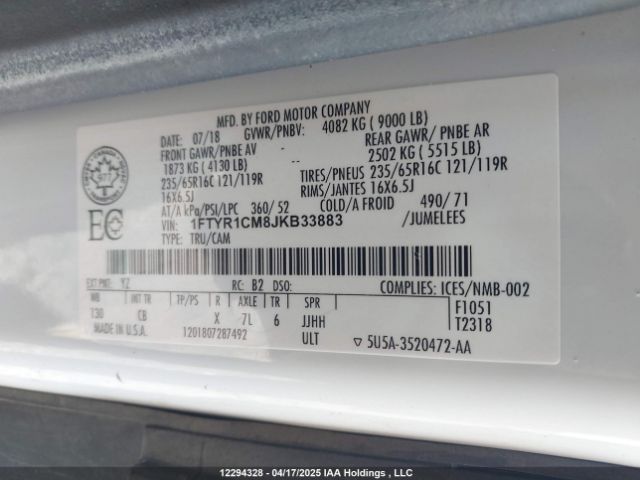 MFD. BY FORD MOTOR COMPANY
DATE: 07/18 GVWR/PNBV: 4082 KG ( 9000 LB)
FRONT GAWR/PNBE AV -- REAR GAWR/ PNBE AR
1873 KG ( 4130 LB) 2502 KG ( 5515 LB)
235/65R16C 121/119R TIRES/PNEUS 235/65R16C 121/119R
16X6.5J RIMS/JANTES 16X6.5J
AT/A kPa/PSI/LPC 360/52 COLD/A FROID 490/71
VIN: 1FTYR1CM8JKB33883 /JUMELEES
TYPE: TRU/CAM
EC
EXT PNT: YZ RC: B2 DSO: COMPLIES: ICES/NMB-002
WB INT TR TP/PS R AXLE TR SPR F1051
130 CB X 7L 6 JJHH T2318
MADE IN U.S.A. 1201807287492 ULT ▽ 5U5A-3520472-AA
12294328 - 04/17/2025 IAA Holdings , LLC